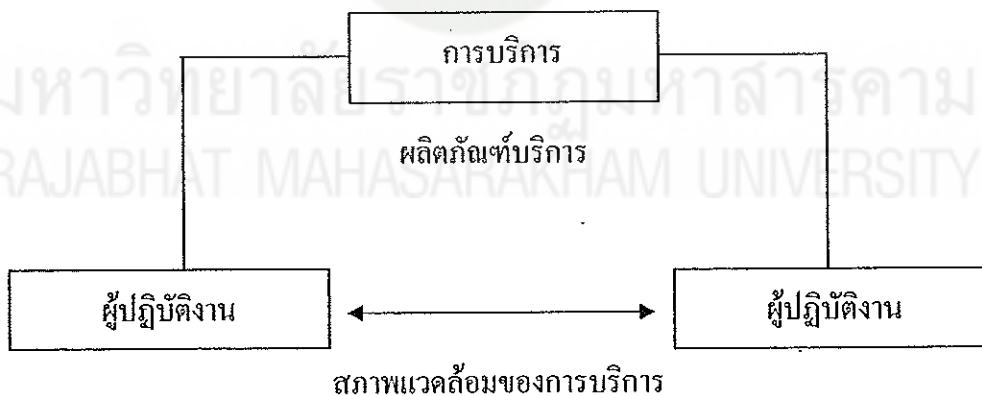 การบริการ
มหาวิทยาลัยราชภัฏมหาสารคาม
ผลิตภัณฑ์บริการ
RAJABHAT MAHASARAKHAM UNIVERSITY
ผู้ปฏิบัติงาน
ผู้ปฏิบัติงาน
สภาพแวดล้อมของการบริการ